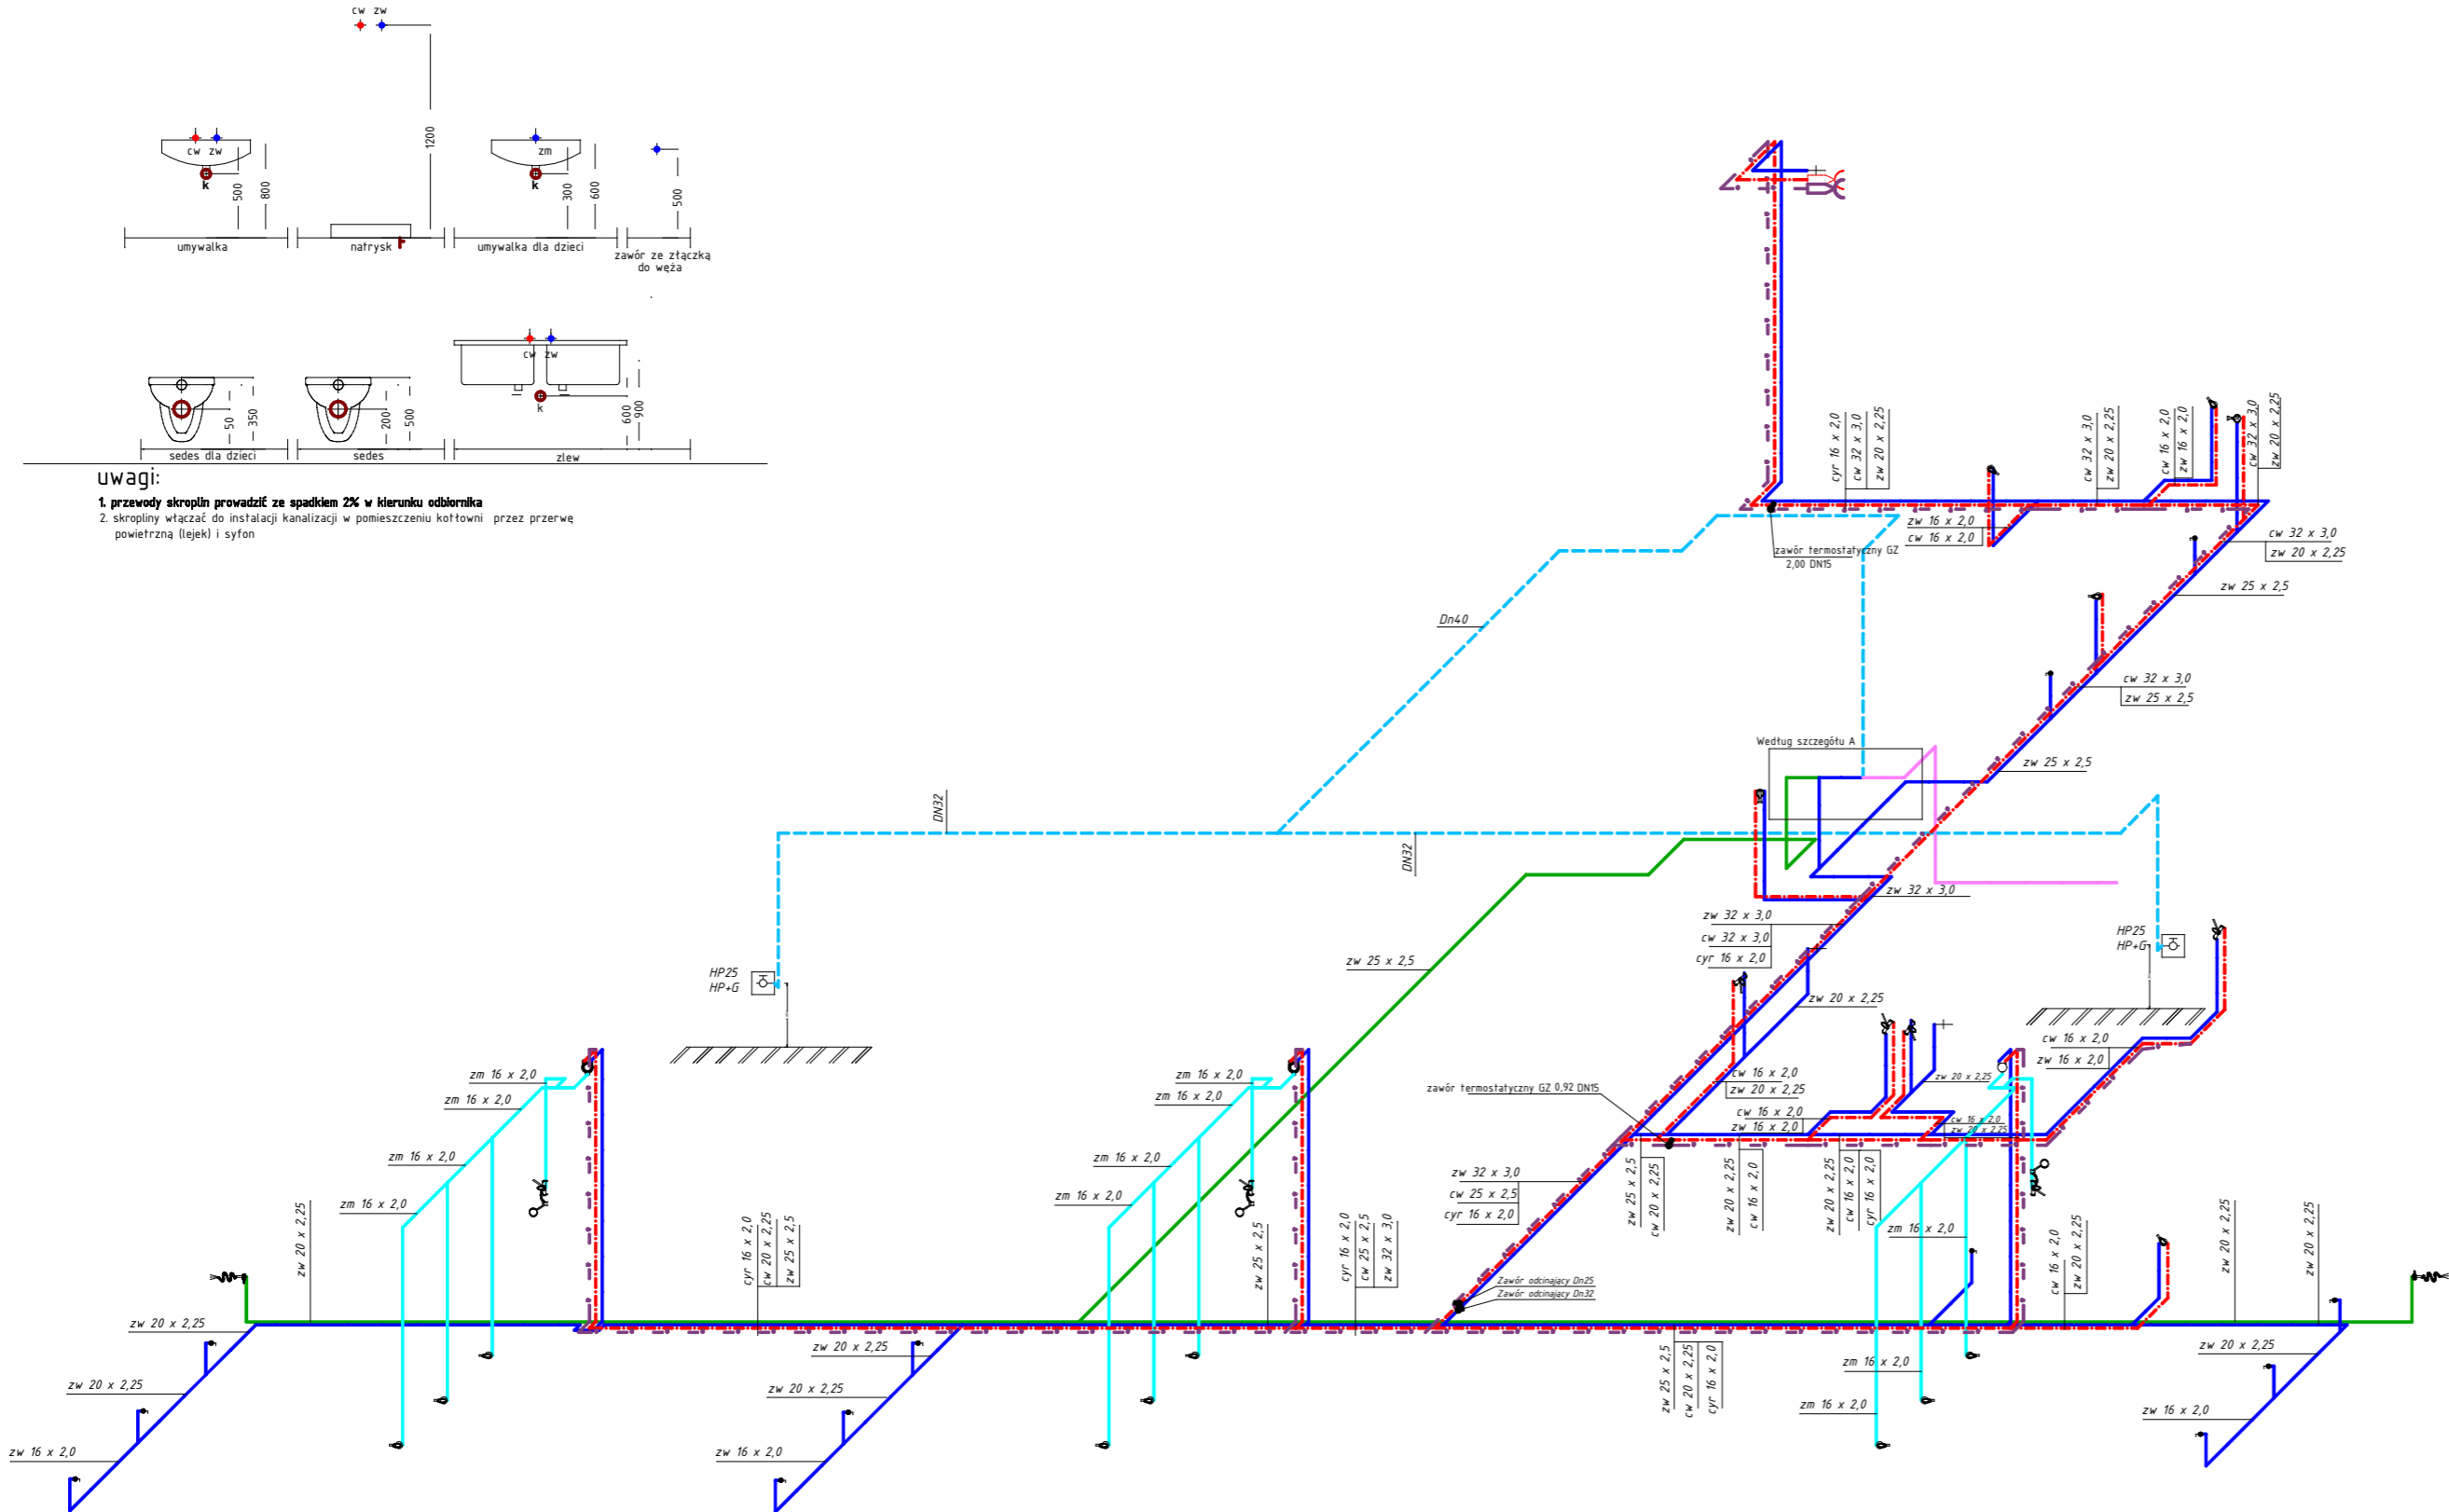 cw zw
1200
cw zw
k
500
800
zm
k
300
600
500
umywalka
natrysk
umywalka dla dzieci
zawór ze złączką
do węża
50
350
200
500
cw zw
k
600
900
sedes dla dzieci
sedes
zlew
uwagi:
1. przewody skroplin prowadzić ze spadkiem 2% w kierunku odbiornika
2. skropliny włączać do instalacji kanalizacji w pomieszczeniu kotłowni przez przerwę
powietrzną (lejek) i syfon
cyr 16 x 2,0
cw 32 x 3,0
zw 20 x 2,25
cw 32 x 3,0
zw 20 x 2,25
cw 16 x 2,0
zw 16 x 2,0
cw 32 x 3,0
zw 20 x 2,25
zw 16 x 2,0
cw 16 x 2,0
zawór termostatyczny GZ
2,00 DN15
cw 32 x 3,0
zw 20 x 2,25
zw 25 x 2,5
Dn40
cw 32 x 3,0
zw 25 x 2,5
Według szczegółu A
zw 25 x 2,5
DN32
DN32
zw 32 x 3,0
zw 32 x 3,0
cw 32 x 3,0
cyr 16 x 2,0
HP25
HP+G
HP25
HP+G
zw 25 x 2,5
zw 20 x 2,25
cw 16 x 2,0
zw 16 x 2,0
zm 16 x 2,0
zm 16 x 2,0
zm 16 x 2,0
zm 16 x 2,0
zm 16 x 2,0
zm 16 x 2,0
zm 16 x 2,0
zm 16 x 2,0
zawór termostatyczny GZ 0,92 DN15
cw 16 x 2,0
zw 20 x 2,25
zw 20 x 2,25
cw 16 x 2,0
zw 16 x 2,0
cw 16 x 2,0
zw 20 x 2,25
zw 32 x 3,0
cw 25 x 2,5
cyr 16 x 2,0
zw 25 x 2,5
cw 20 x 2,25
zw 20 x 2,25
cw 16 x 2,0
zw 20 x 2,25
cw 16 x 2,0
cyr 16 x 2,0
zm 16 x 2,0
zw 20 x 2,25
cyr 16 x 2,0
cw 20 x 2,25
zw 25 x 2,5
zw 25 x 2,5
cyr 16 x 2,0
cw 25 x 2,5
zw 32 x 3,0
Zawór odcinający Dn25
Zawór odcinający Dn32
cw 16 x 2,0
zw 20 x 2,25
zw 20 x 2,25
zw 20 x 2,25
zw 20 x 2,25
zw 20 x 2,25
zw 16 x 2,0
zw 20 x 2,25
zw 20 x 2,25
zw 16 x 2,0
zw 25 x 2,5
cw 20 x 2,25
cyr 16 x 2,0
zm 16 x 2,0
zm 16 x 2,0
zw 20 x 2,25
zw 16 x 2,0